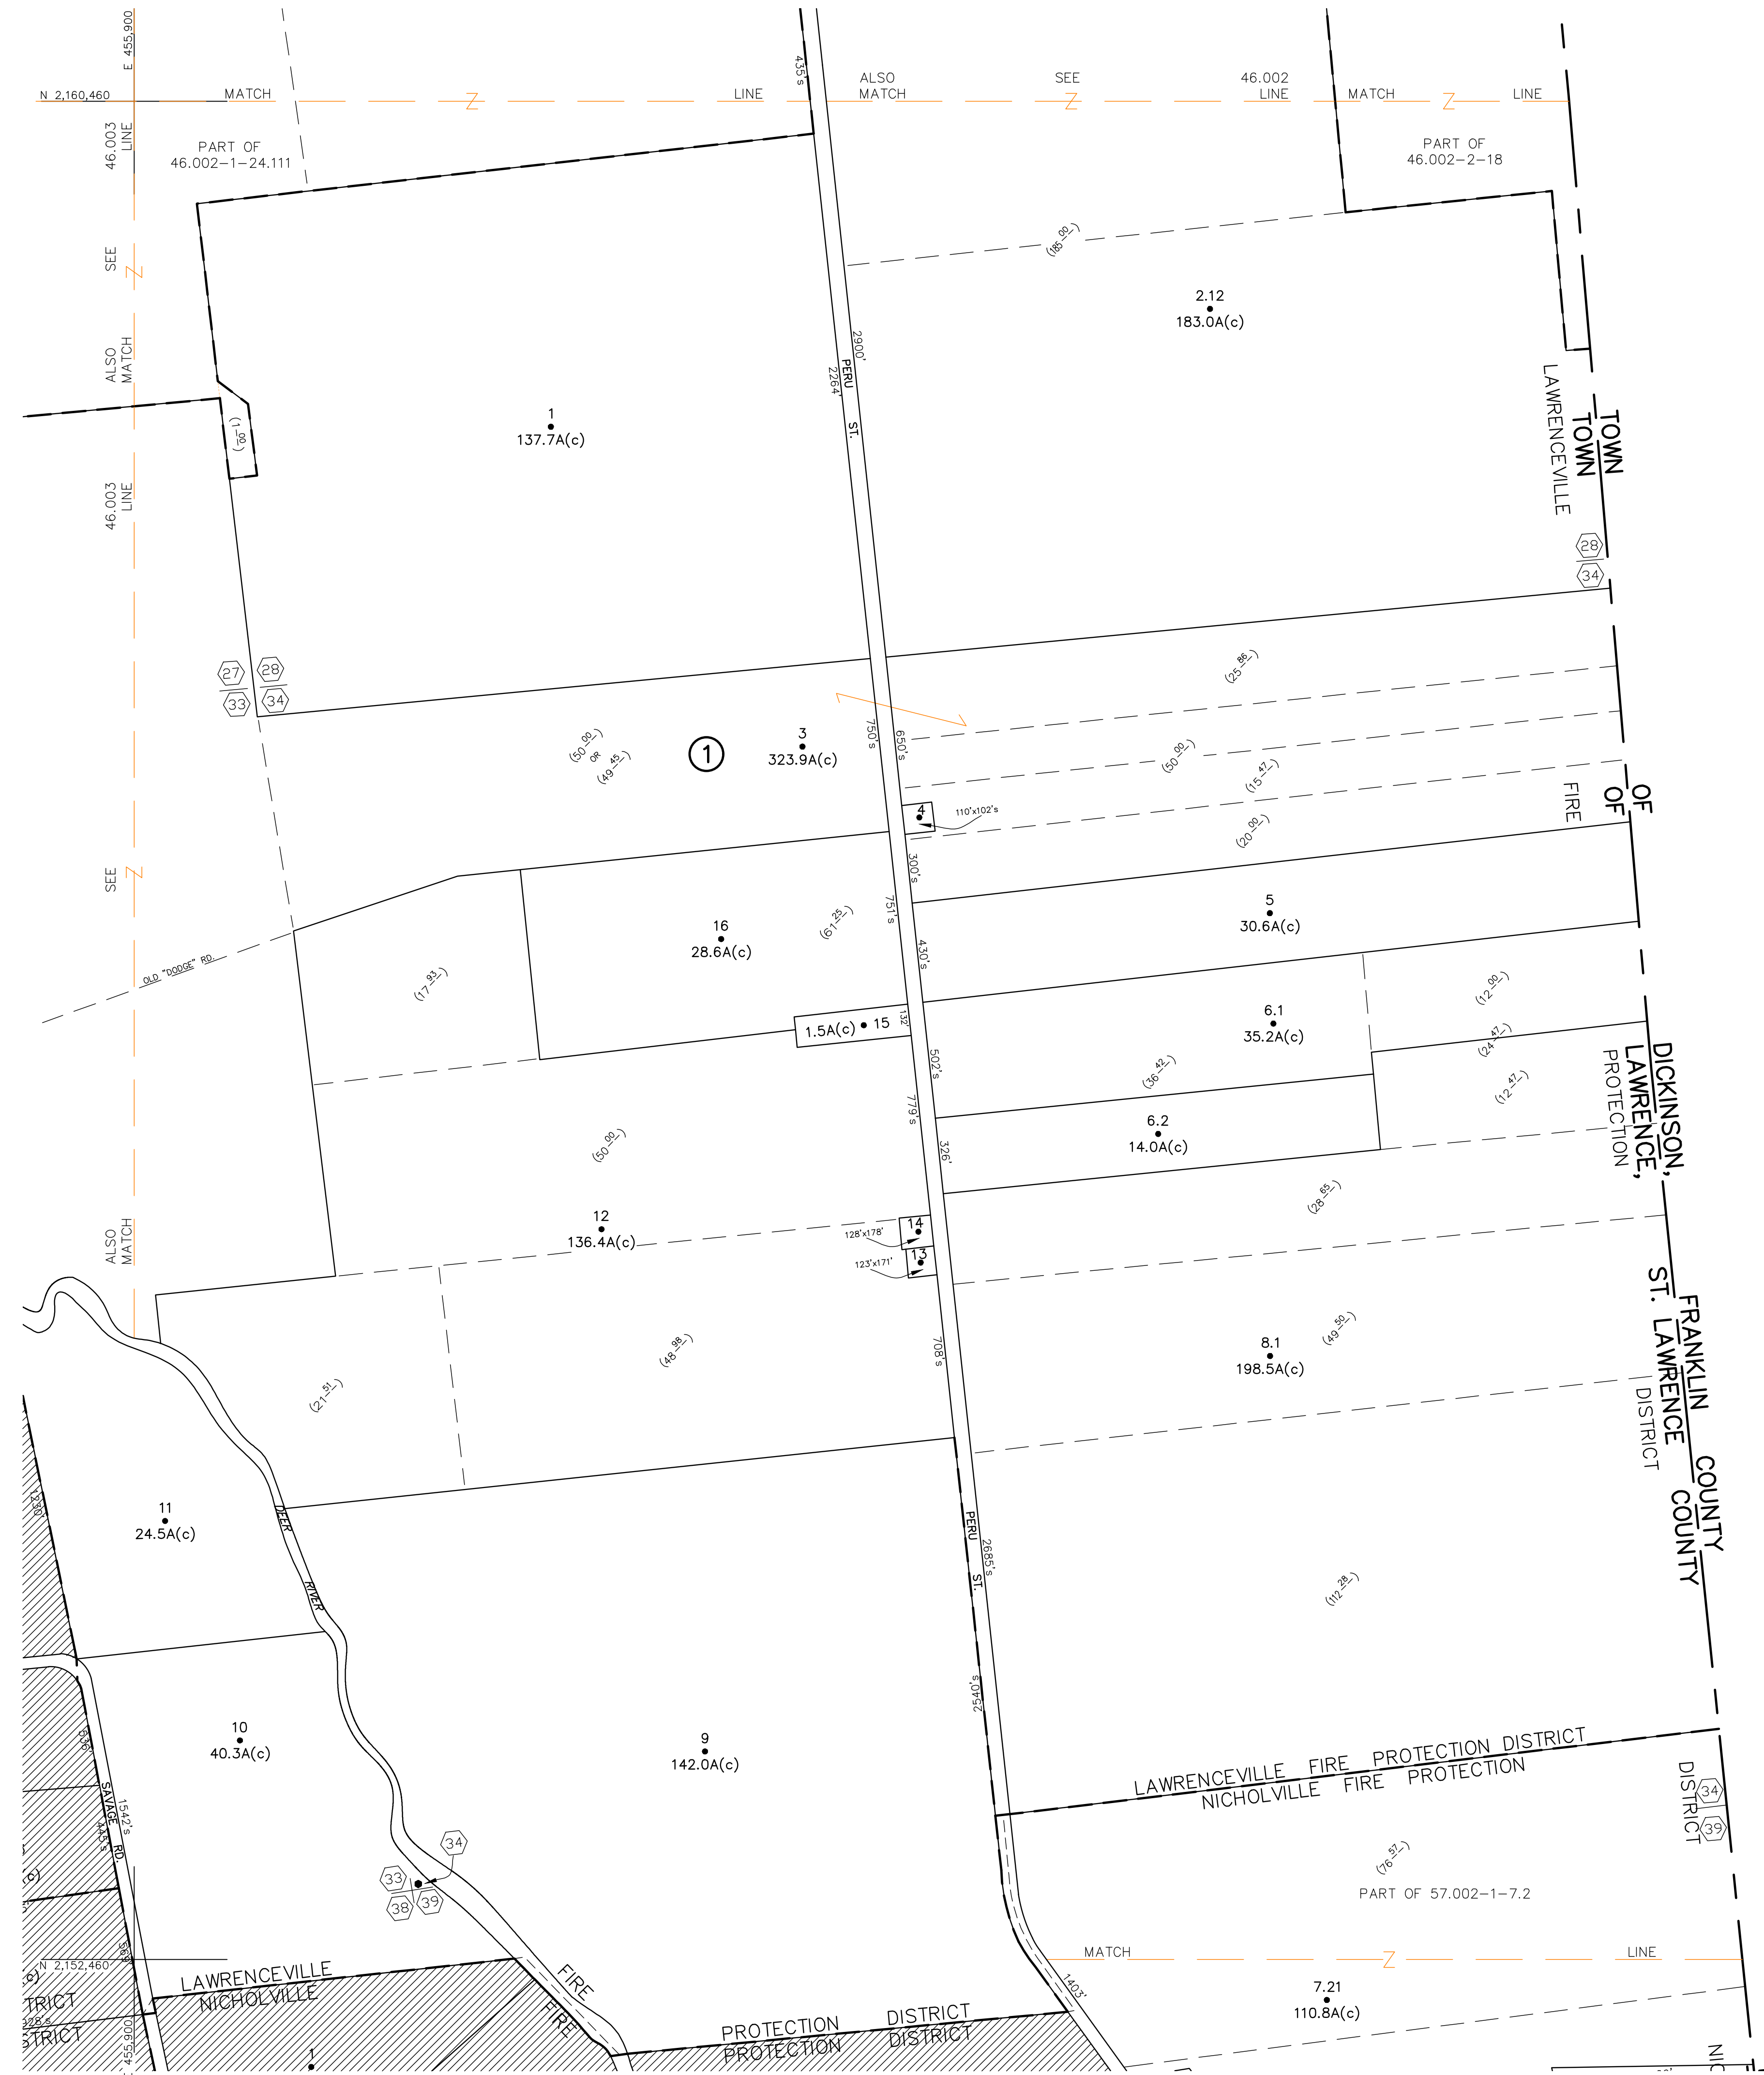 E 455,900
N 2,160,460
MATCH
LINE
ALSO
MATCH
SEE
46.002
LINE
MATCH
LINE
435's
46.003
LINE
PART OF
46.002-1-24.111
PART OF
46.002-2-18
SEE
ALSO
MATCH
46.003
LINE
(185.00)
2.12
183.0A(c)
2900'
2264'
PERU ST.
1
137.7A(c)
(1.00)
LAWRENCEVILLE
TOWN
TOWN
28
34
27
28
33
34
(25.86)
(50.00)
OR
(49.45)
1
3
323.9A(c)
750's
650's
(50.00)
(15.47)
4
110'x102's
(20.00)
FIRE
OF
OF
SEE
300's
751's
5
30.6A(c)
16
28.6A(c)
(61.25)
430's
OLD "DODGE" RD.
(17.93)
(12.00)
1.5A(c)
15
132'
6.1
35.2A(c)
(24.47)
502's
(36.42)
(12.47)
779's
6.2
14.0A(c)
326'
DICKINSON,
LAWRENCE,
PROTECTION
(50.00)
12
136.4A(c)
14
128'x178'
13
123'x171'
(28.65)
ALSO
MATCH
(48.98)
708's
8.1
198.5A(c)
(49.50)
(21.51)
FRANKLIN COUNTY
ST. LAWRENCE COUNTY
DISTRICT
1230'
11
24.5A(c)
DEER
RIVER
PERU ST.
2685's
(112.28)
2540's
10
40.3A(c)
9
142.0A(c)
536'
SAVAGE RD.
1542's
445's
LAWRENCEVILLE FIRE PROTECTION DISTRICT
NICHOLVILLE FIRE PROTECTION
DISTRICT
34
39
34
33
38
39
(76.57)
PART OF 57.002-1-7.2
569'
N 2,152,460
MATCH
LINE
LAWRENCEVILLE
NICHOLVILLE
FIRE
FIRE
1403'
7.21
110.8A(c)
PROTECTION DISTRICT
PROTECTION DISTRICT
455,900
1
NIC